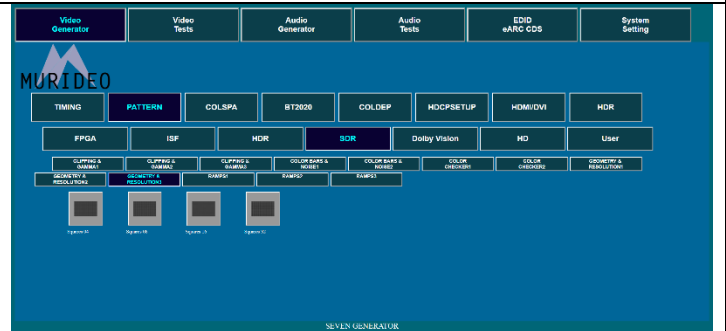 Video Generator
Video Tests
Audio Generator
Audio Tests
EDID eARC CDS
System Setting
MURIDEO
TIMING
PATTERN
COLSPA
BT2020
COLDEP
HDCPSETUP
HDMI/DVI
HDR
FPGA
ISF
HDR
SDR
Dolby Vision
HD
User
CLIPPING & GAMMA1
CLIPPING & GAMMA2
CLIPPING & GAMMA3
COLOR BARS & NOISE1
COLOR BARS & NOISE2
COLOR CHECKER1
COLOR CHECKER2
GEOMETRY & RESOLUTION1
GEOMETRY & RESOLUTION2
GEOMETRY & RESOLUTION3
RAMPS1
RAMPS2
RAMPS3
SEVEN GENERATOR